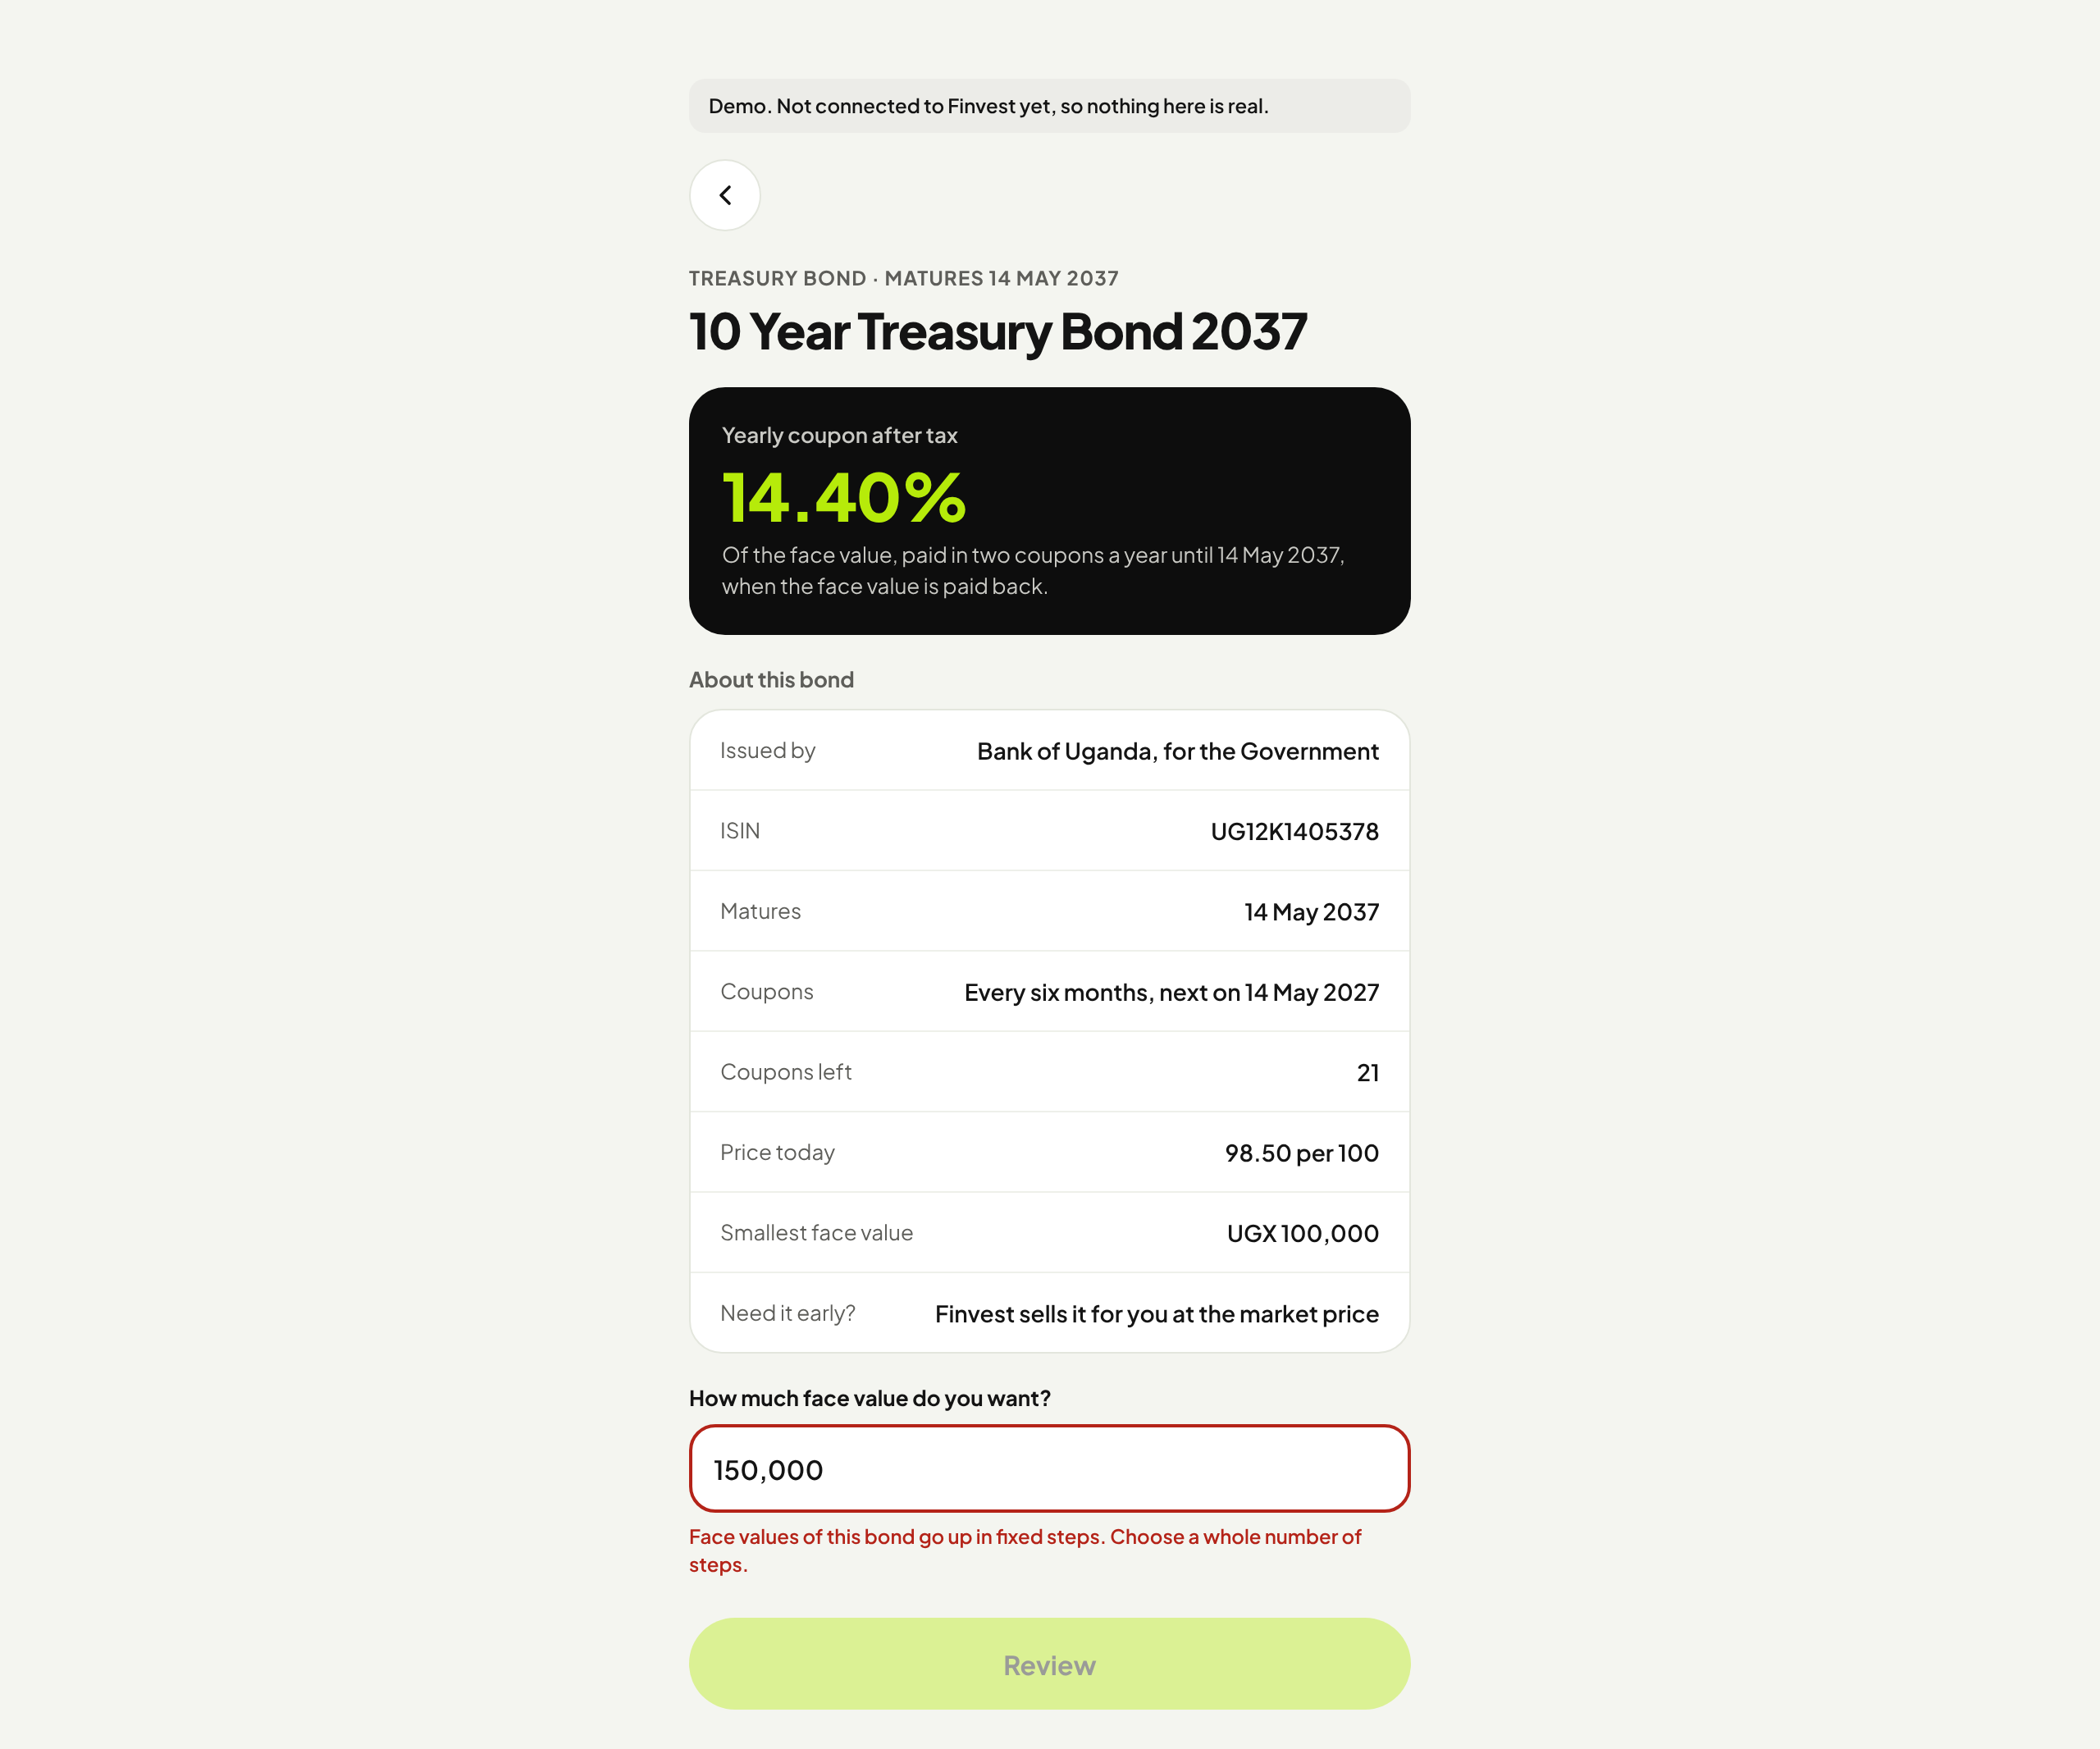 Demo. Not connected to Finvest yet, so nothing here is real.
TREASURY BOND · MATURES 14 MAY 2037
10 Year Treasury Bond 2037
Yearly coupon after tax
14.40%
Of the face value, paid in two coupons a year until 14 May 2037,
when the face value is paid back.
About this bond
Issued by Bank of Uganda, for the Government
ISIN UG12K1405378
Matures 14 May 2037
Coupons Every six months, next on 14 May 2027
Coupons left 21
Price today 98.50 per 100
Smallest face value UGX 100,000
Need it early? Finvest sells it for you at the market price
How much face value do you want?
150,000
Face values of this bond go up in fixed steps. Choose a whole number of
steps.
Review